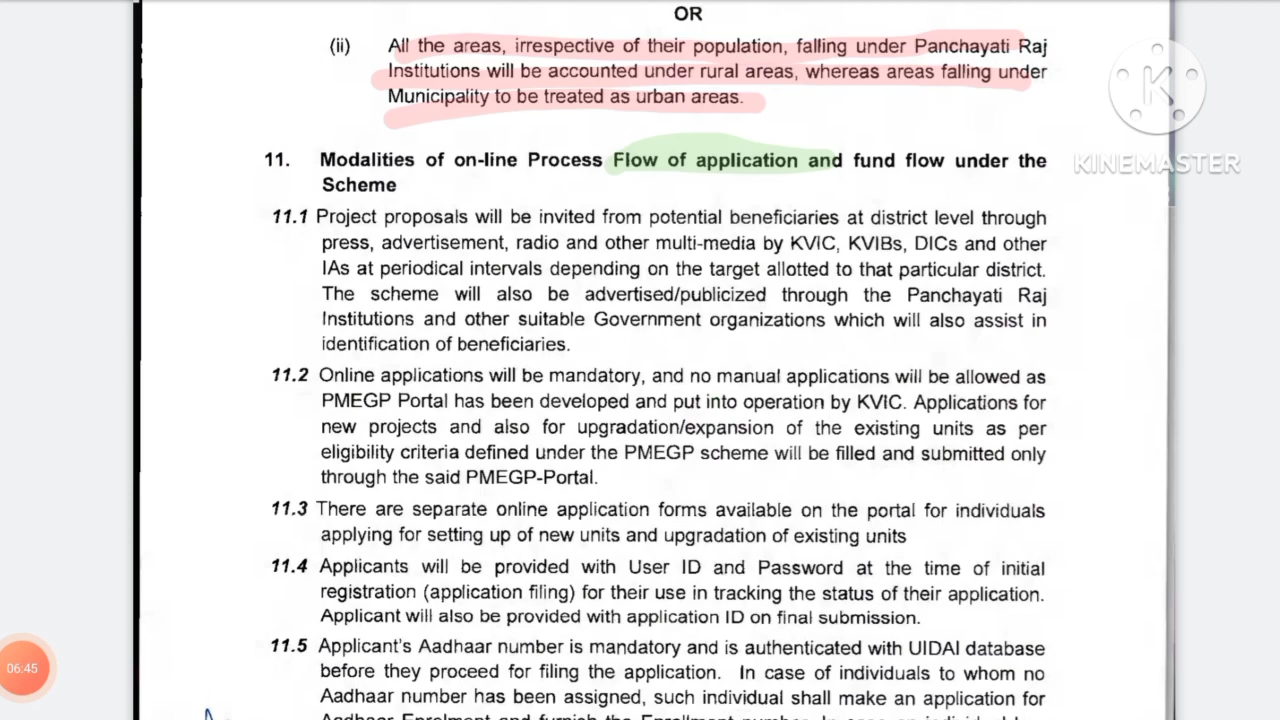 OR
(ii) All the areas, irrespective of their population, falling under Panchayati Raj
Institutions will be accounted under rural areas, whereas areas falling under
Municipality to be treated as urban areas.
K
KINEMASTER
11. Modalities of on-line Process Flow of application and fund flow under the
Scheme
11.1 Project proposals will be invited from potential beneficiaries at district level through
press, advertisement, radio and other multi-media by KVIC, KVIBs, DICs and other
IAs at periodical intervals depending on the target allotted to that particular district.
The scheme will also be advertised/publicized through the Panchayati Raj
Institutions and other suitable Government organizations which will also assist in
identification of beneficiaries.
11.2 Online applications will be mandatory, and no manual applications will be allowed as
PMEGP Portal has been developed and put into operation by KVIC. Applications for
new projects and also for upgradation/expansion of the existing units as per
eligibility criteria defined under the PMEGP scheme will be filled and submitted only
through the said PMEGP-Portal.
11.3 There are separate online application forms available on the portal for individuals
applying for setting up of new units and upgradation of existing units
11.4 Applicants will be provided with User ID and Password at the time of initial
registration (application filing) for their use in tracking the status of their application.
Applicant will also be provided with application ID on final submission.
11.5 Applicant's Aadhaar number is mandatory and is authenticated with UIDAI database
before they proceed for filing the application. In case of individuals to whom no
Aadhaar number has been assigned, such individual shall make an application for
06:45